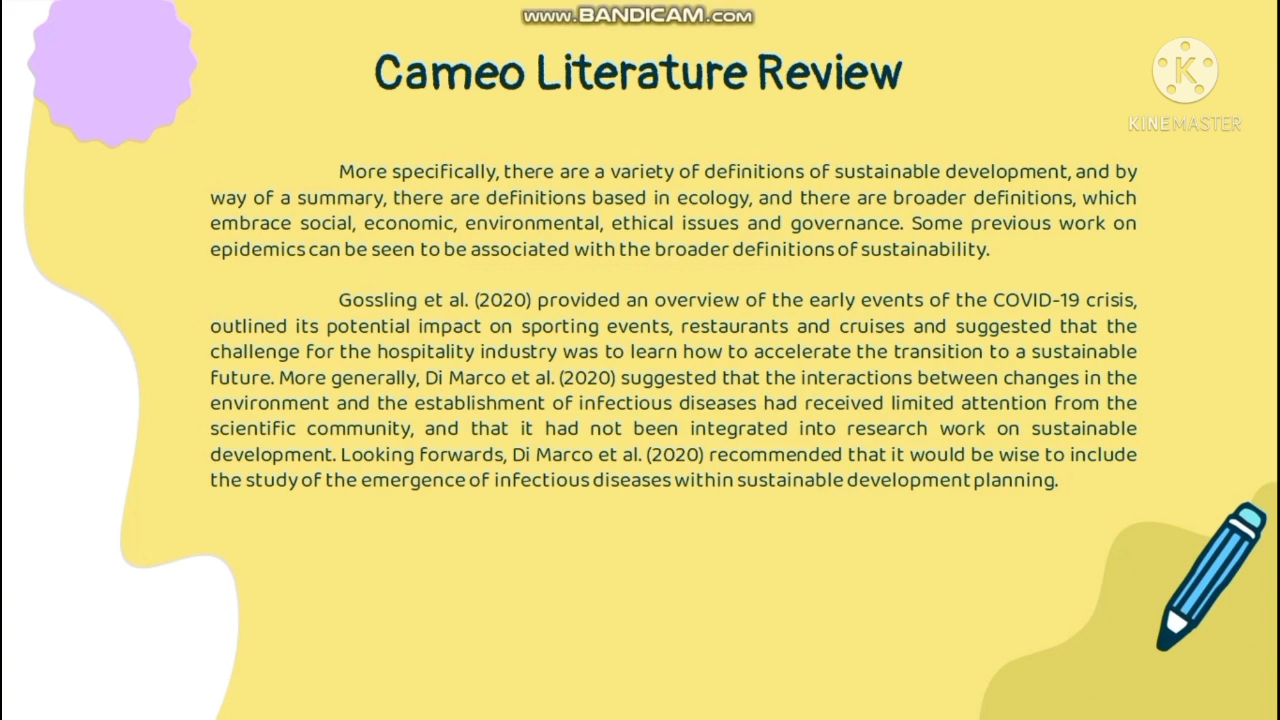 www.BANDICAM.com
Cameo Literature Review
K
KINEMASTER
More specifically, there are a variety of definitions of sustainable development, and by
way of a summary, there are definitions based in ecology, and there are broader definitions, which
embrace social, economic, environmental, ethical issues and governance. Some previous work on
epidemics can be seen to be associated with the broader definitions of sustainability.
Gossling et al. (2020) provided an overview of the early events of the COVID-19 crisis,
outlined its potential impact on sporting events, restaurants and cruises and suggested that the
challenge for the hospitality industry was to learn how to accelerate the transition to a sustainable
future. More generally, Di Marco et al. (2020) suggested that the interactions between changes in the
environment and the establishment of infectious diseases had received limited attention from the
scientific community, and that it had not been integrated into research work on sustainable
development. Looking forwards, Di Marco et al. (2020) recommended that it would be wise to include
the study of the emergence of infectious diseases within sustainable development planning.